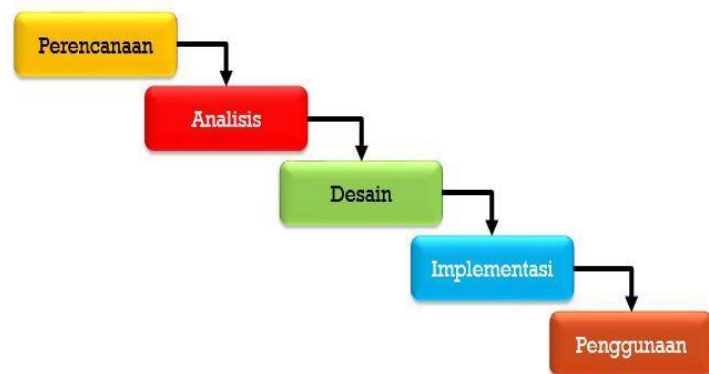 Perencanaan
Analisis
Desain
Implementasi
Penggunaan